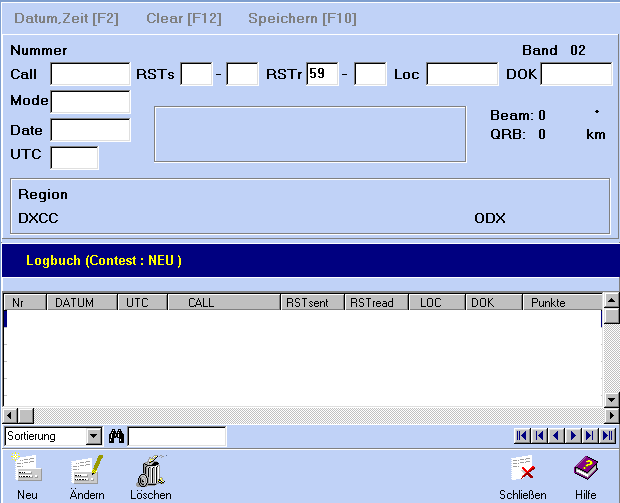 Datum,Zeit [F2] Clear [F12] Speichern [F10]
Nummer Band 02
Call RSTs - RSTr 59 - Loc DOK
Mode
Beam: 0 °
Date
QRB: 0 km
UTC
Region
DXCC ODX
Logbuch (Contest : NEU )
Nr DATUM UTC CALL RSTsent RSTread LOC DOK Punkte
Sortierung
Neu Ändern Löschen Schließen Hilfe